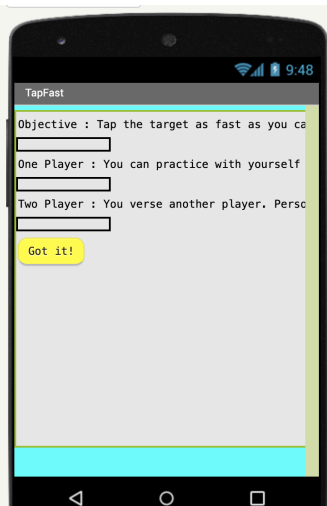 9:48
TapFast
Objective : Tap the target as fast as you ca
One Player : You can practice with yourself
Two Player : You verse another player. Perso
Got it!